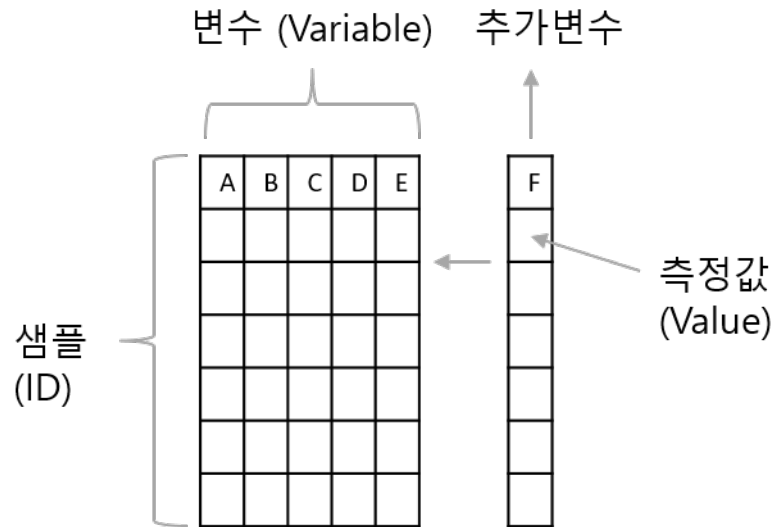 변수 (Variable) 추가변수
A B C D E F
측정값
(Value)
샘플
(ID)